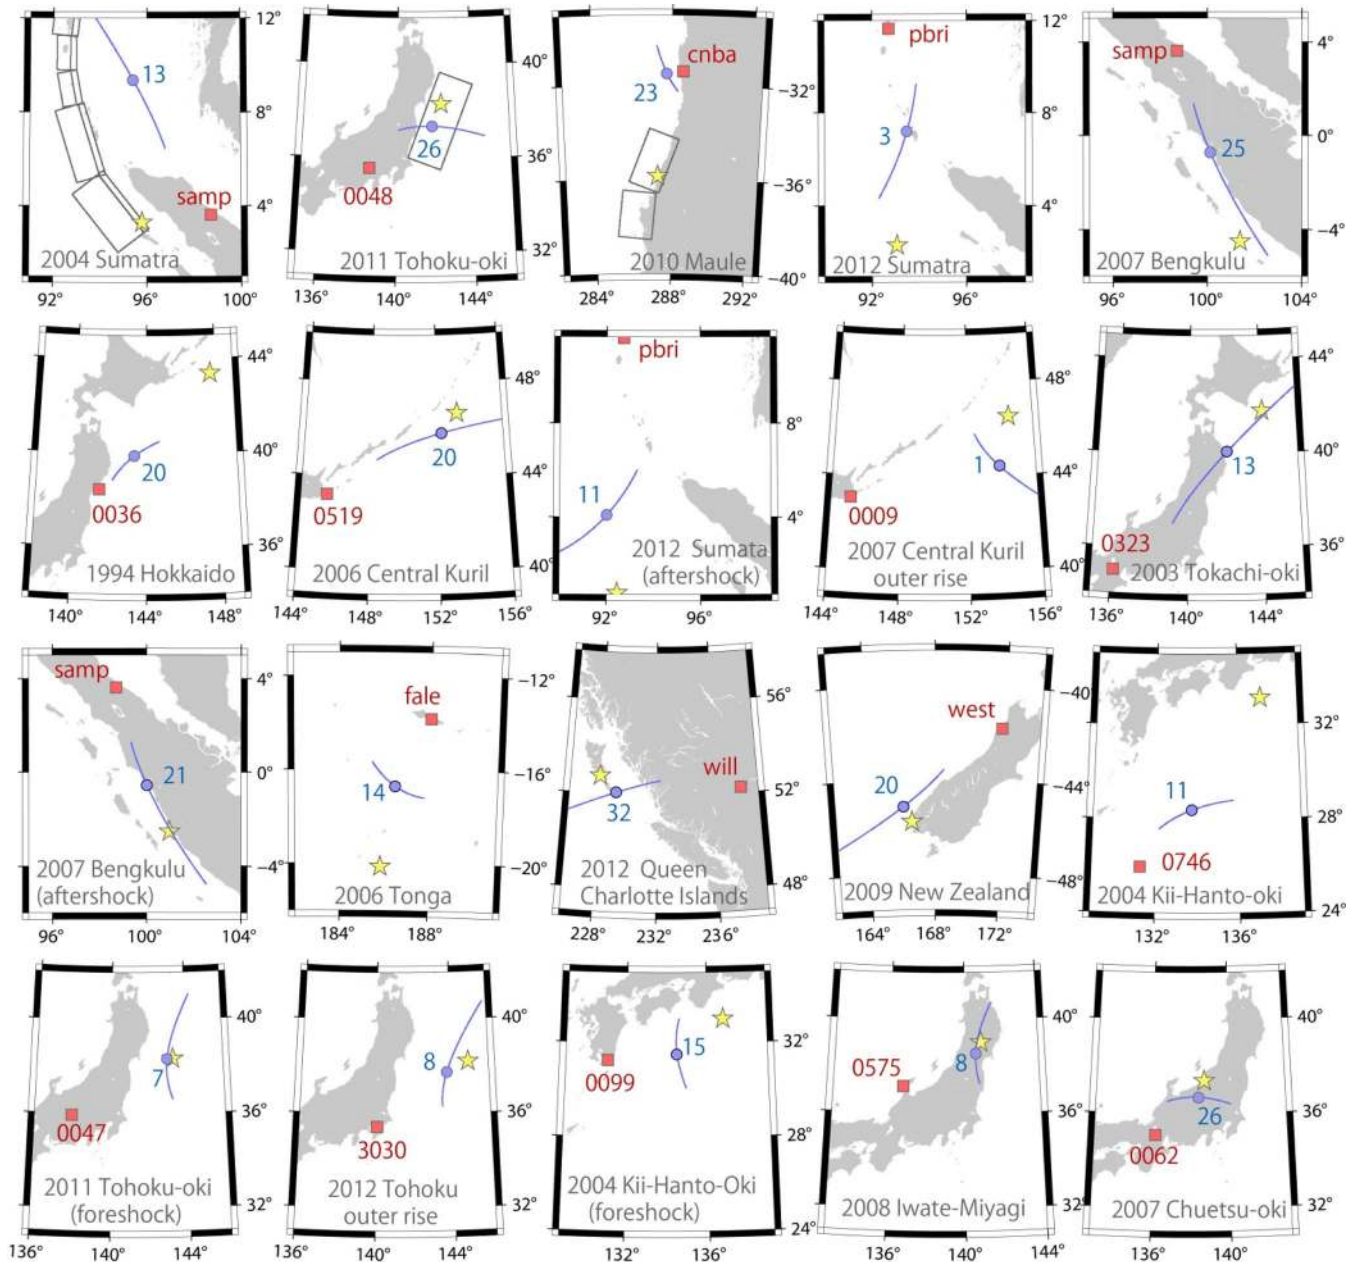 12°
8°
4°
13
samp
2004 Sumatra
92° 96° 100°
40°
36°
32°
26
0048
2011 Tohoku-oki
136° 140° 144°
cnba
23
−32°
−36°
−40°
2010 Maule
284° 288° 292°
pbri
3
12°
8°
4°
2012 Sumatra
92° 96°
samp
25
4°
0°
−4°
2007 Bengkulu
96° 100° 104°
44°
40°
36°
20
0036
1994 Hokkaido
140° 144° 148°
48°
44°
40°
20
0519
2006 Central Kuril
144° 148° 152° 156°
pbri
8°
4°
11
2012 Sumata
(aftershock)
92° 96°
48°
44°
40°
1
0009
2007 Central Kuril
outer rise
144° 148° 152° 156°
44°
40°
36°
13
0323
2003 Tokachi-oki
136° 140° 144°
samp
4°
0°
−4°
21
2007 Bengkulu
(aftershock)
96° 100° 104°
fale
−12°
−16°
−20°
14
2006 Tonga
184° 188°
56°
52°
48°
will
32
2012 Queen
Charlotte Islands
228° 232° 236°
west
−40°
−44°
−48°
20
2009 New Zealand
164° 168° 172°
32°
28°
24°
11
0746
2004 Kii-Hanto-oki
132° 136°
40°
36°
32°
7
0047
2011 Tohoku-oki
(foreshock)
136° 140° 144°
40°
36°
32°
8
3030
2012 Tohoku
outer rise
140° 144°
32°
28°
24°
15
0099
2004 Kii-Hanto-Oki
(foreshock)
132° 136°
40°
36°
32°
0575
8
2008 Iwate-Miyagi
136° 140° 144°
40°
36°
32°
26
0062
2007 Chuetsu-oki
136° 140°